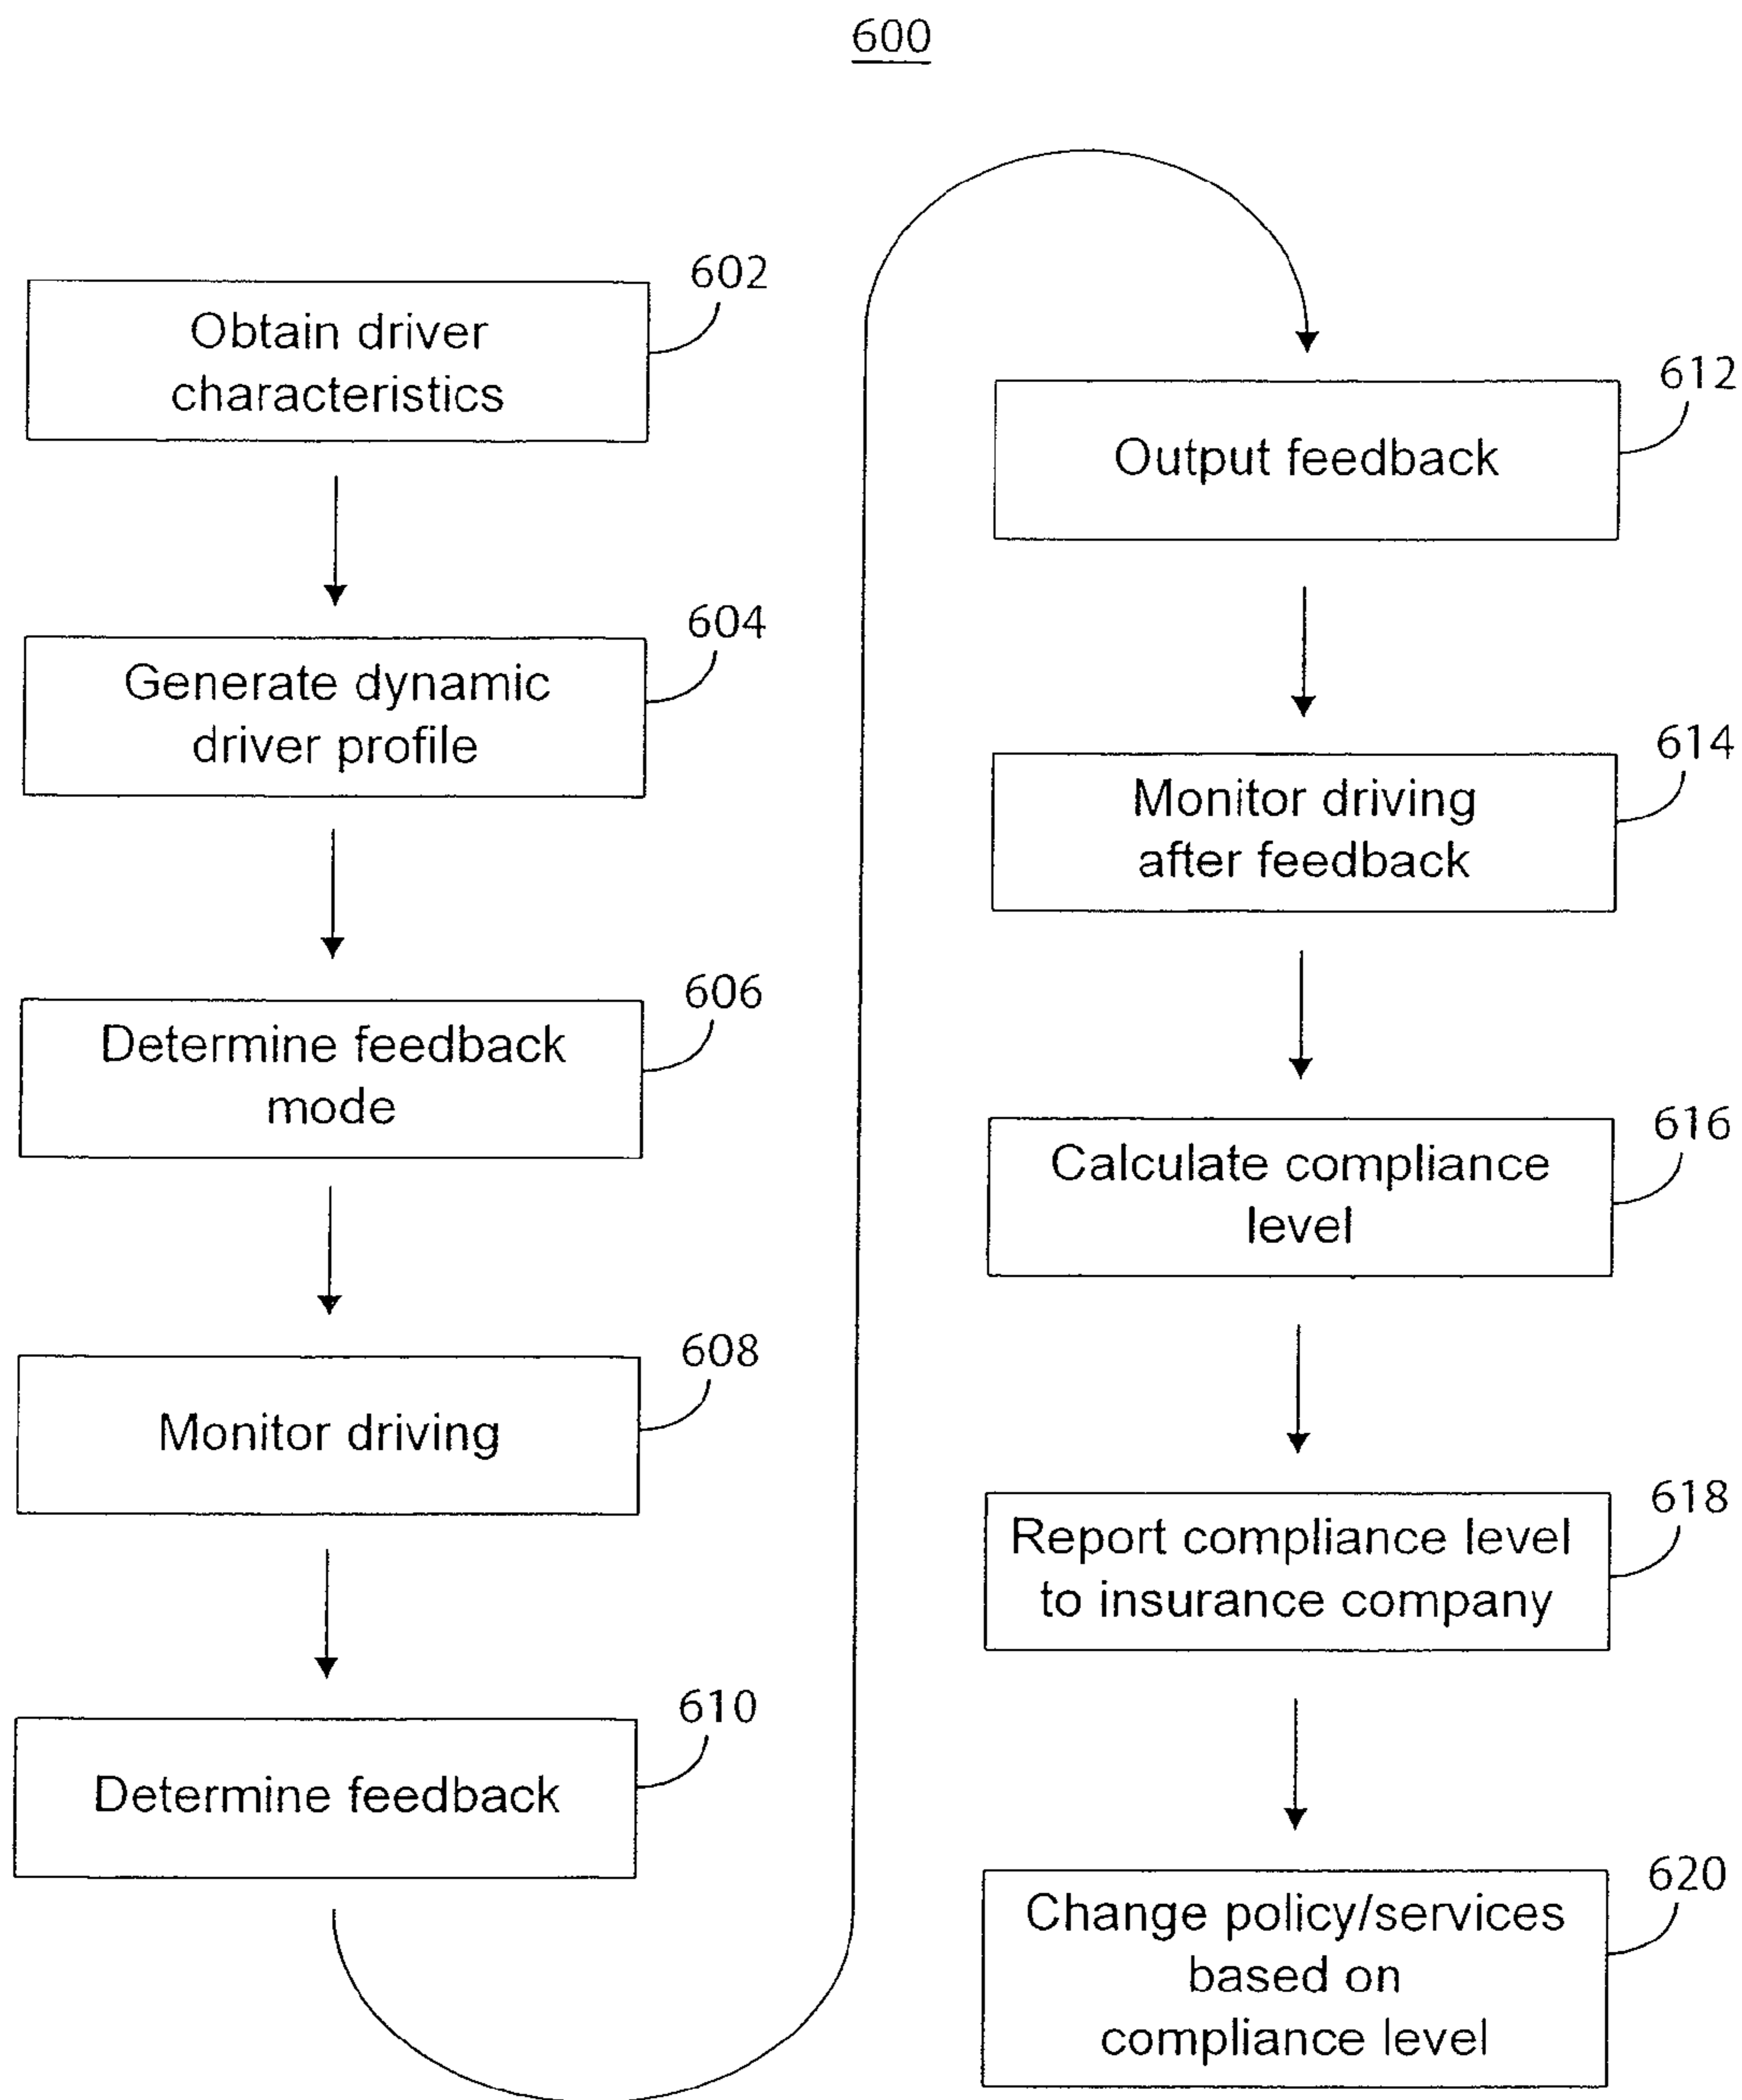 600
602
Obtain driver
characteristics
604
Generate dynamic
driver profile
606
Determine feedback
mode
608
Monitor driving
610
Determine feedback
612
Output feedback
614
Monitor driving
after feedback
616
Calculate compliance
level
618
Report compliance level
to insurance company
620
Change policy/services
based on
compliance level